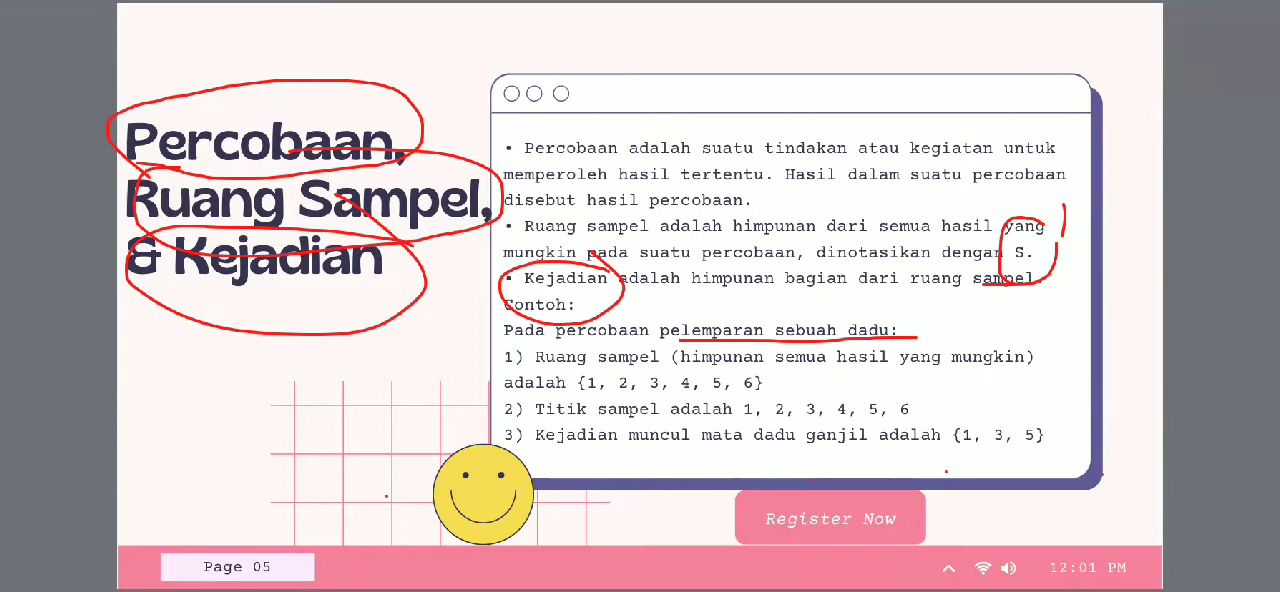 Percobaan,
Ruang Sampel,
& Kejadian
• Percobaan adalah suatu tindakan atau kegiatan untuk
memperoleh hasil tertentu. Hasil dalam suatu percobaan
disebut hasil percobaan.
• Ruang sampel adalah himpunan dari semua hasil yang
mungkin pada suatu percobaan, dinotasikan dengan S.
• Kejadian adalah himpunan bagian dari ruang sampel.
Contoh:
Pada percobaan pelemparan sebuah dadu:
1) Ruang sampel (himpunan semua hasil yang mungkin)
adalah {1, 2, 3, 4, 5, 6}
2) Titik sampel adalah 1, 2, 3, 4, 5, 6
3) Kejadian muncul mata dadu ganjil adalah {1, 3, 5}
Register Now
Page 05
12:01 PM